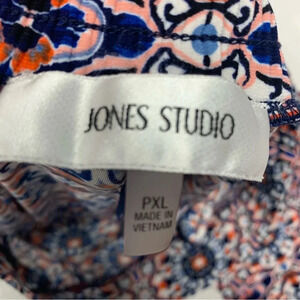 JONES STUDIO
PXL
MADE IN
VIETNAM